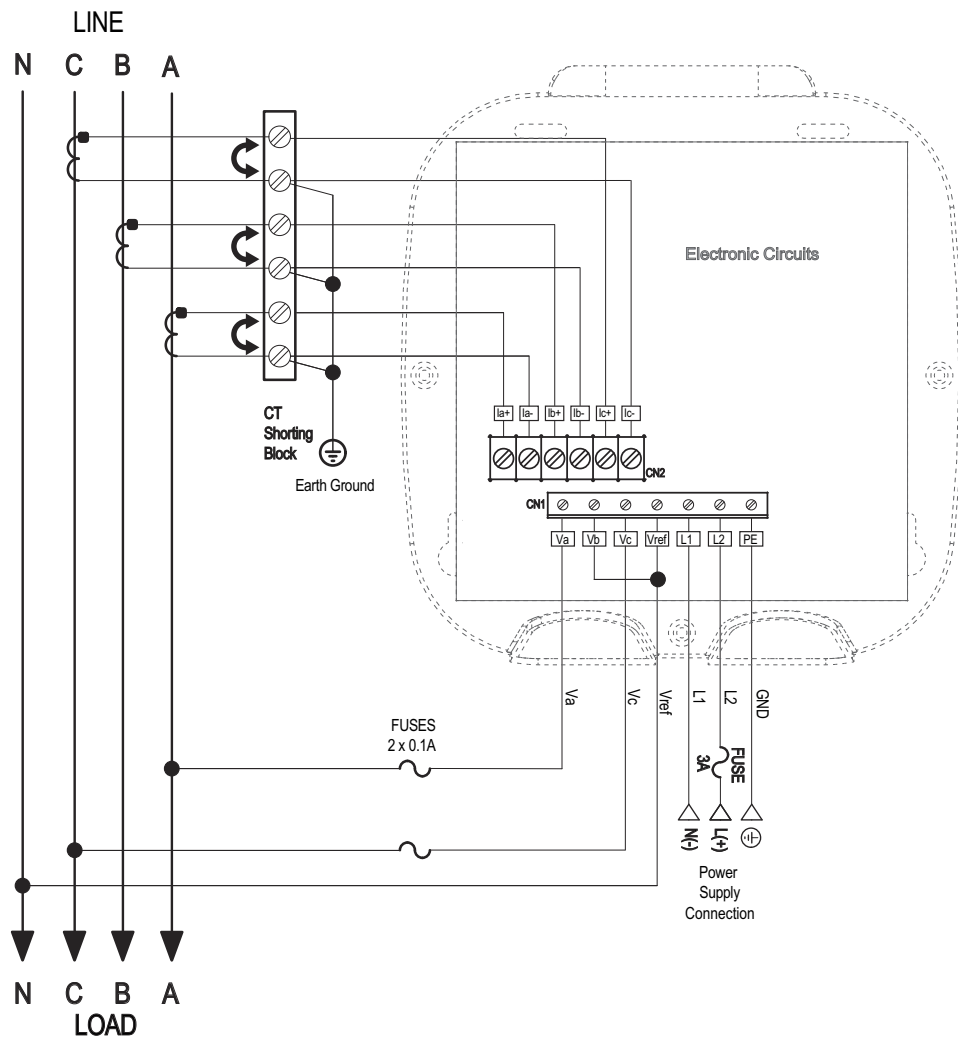 LINE
N C B A
Electronic Circuits
CT
Shorting
Block
Earth Ground
Ia+ Ia- Ib+ Ib- Ic+ Ic-
CN2
CN1
Va Vb Vc Vref L1 L2 PE
Va Vc Vref L1 L2 GND
FUSES
2 x 0.1A
FUSE
3A
N(-) L(+)
Power
Supply
Connection
N C B A
LOAD